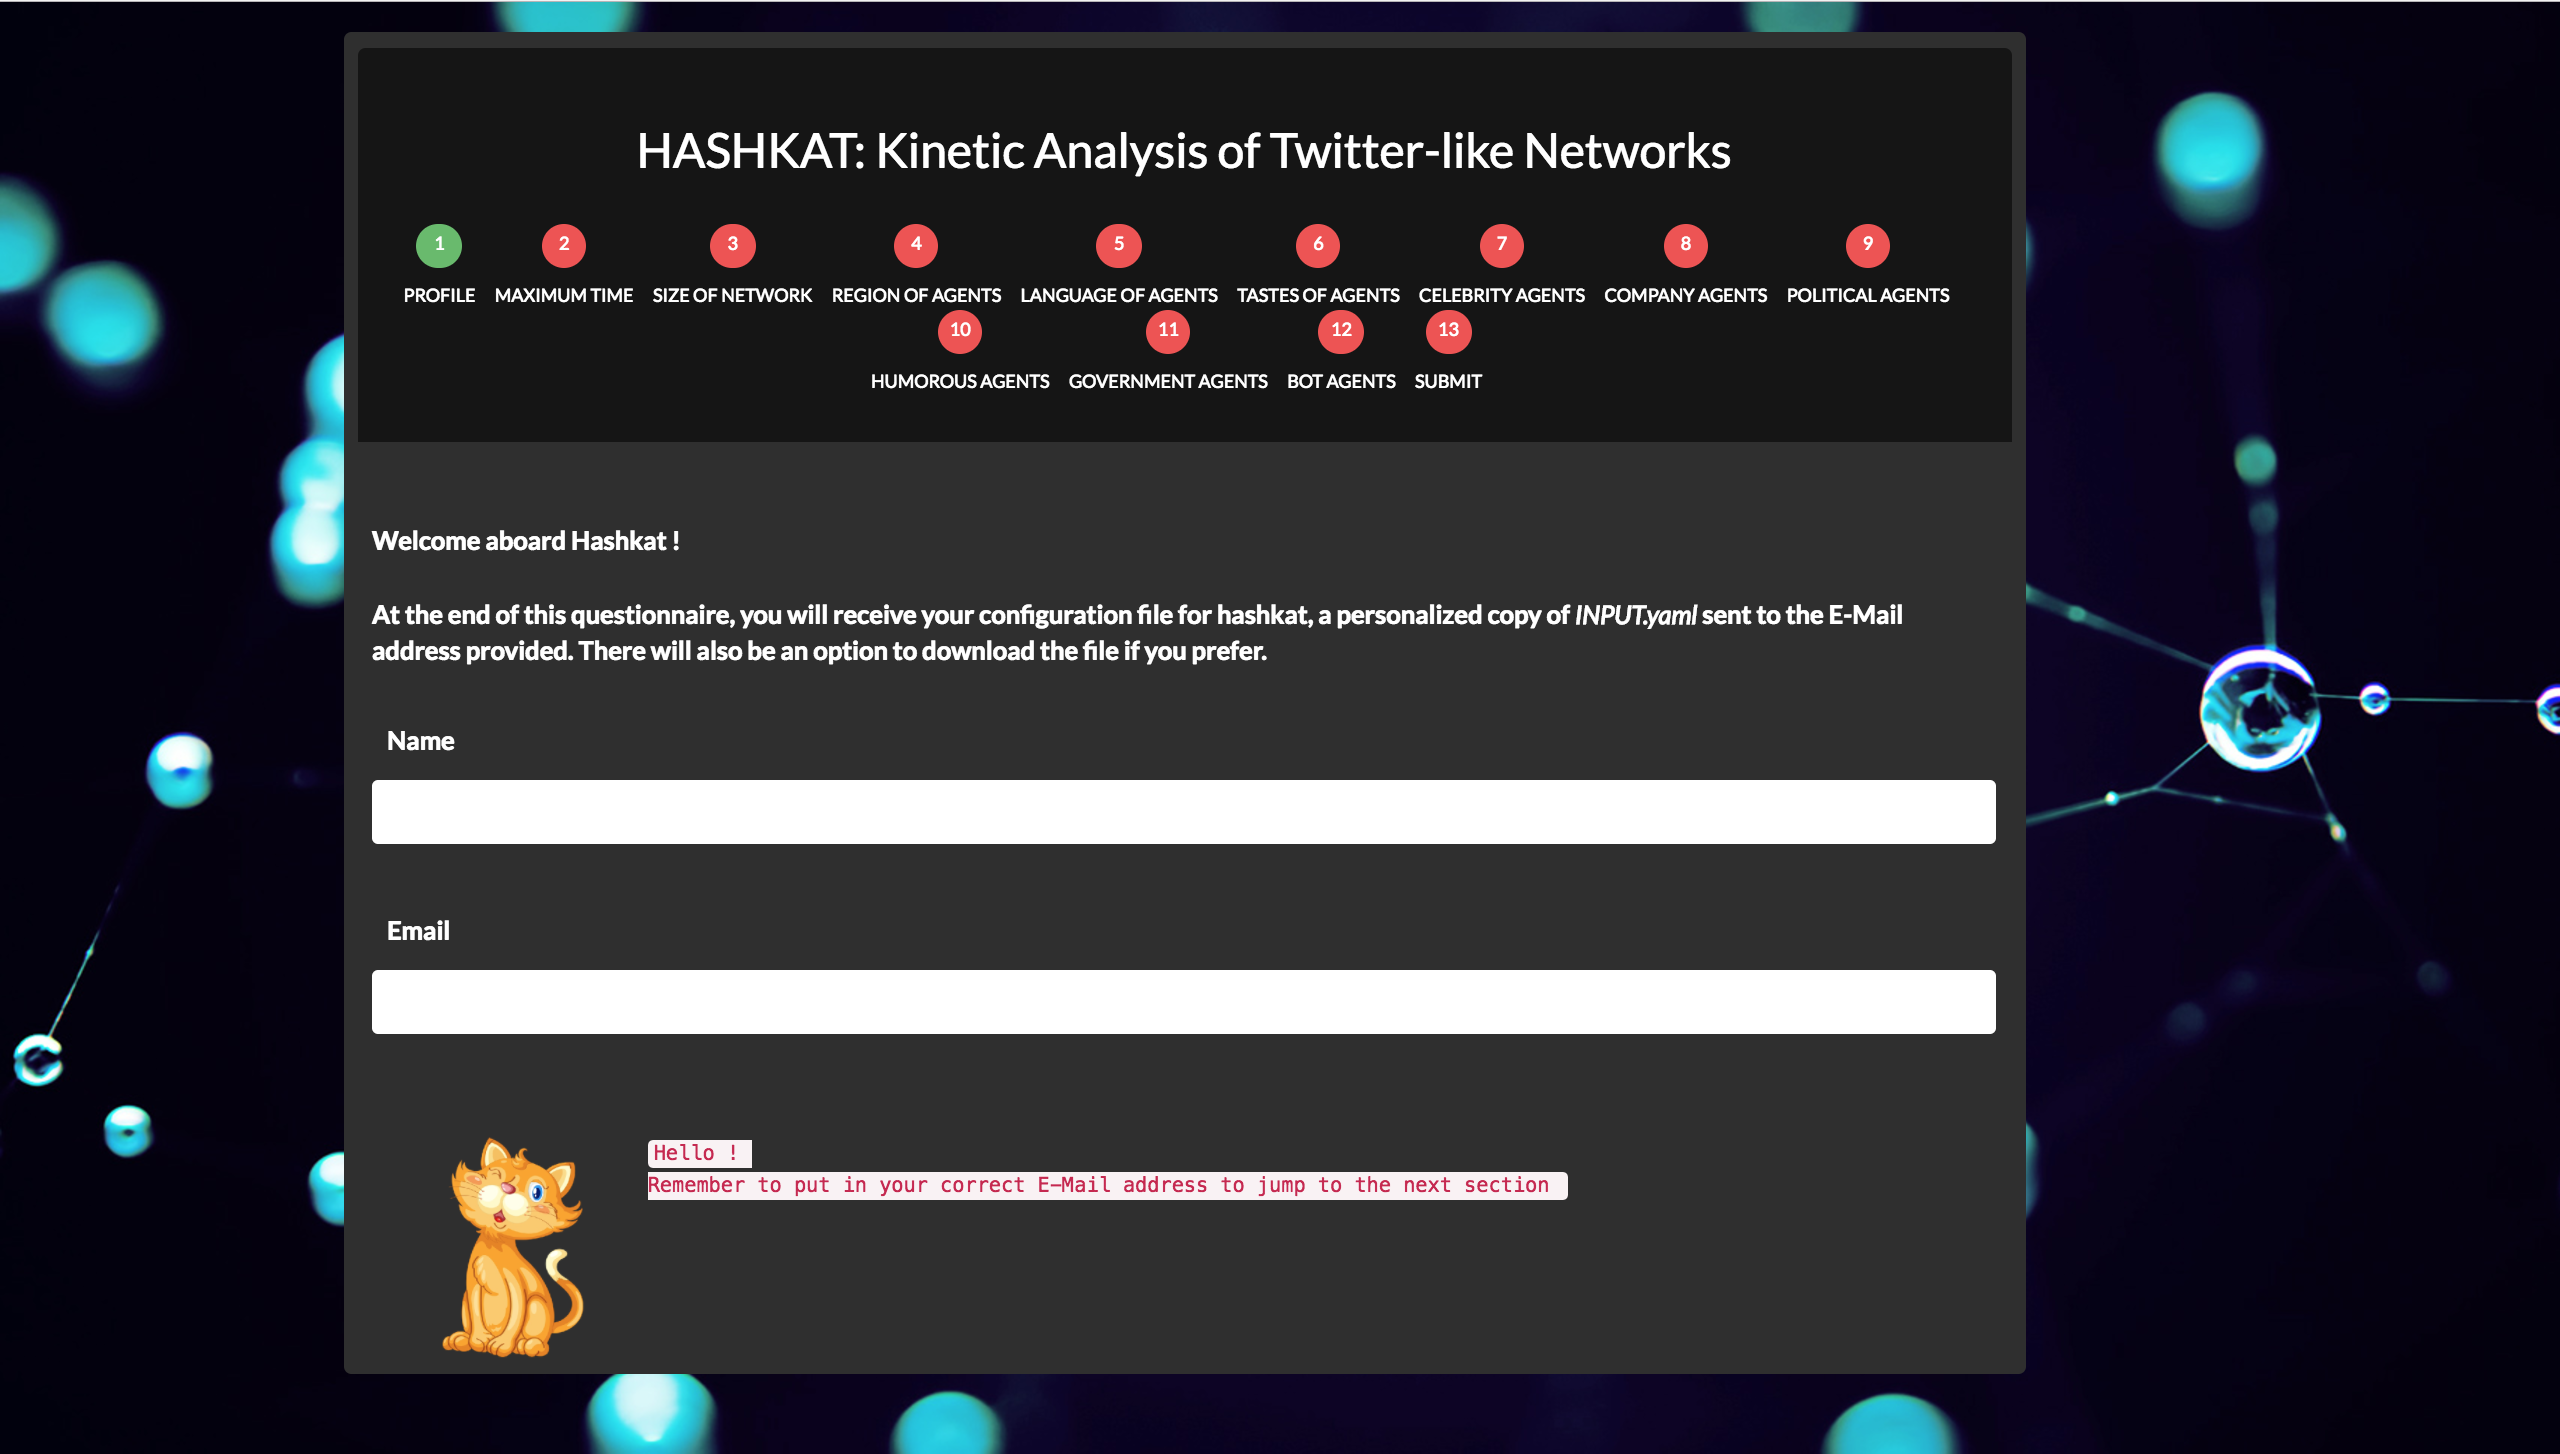 HASHKAT: Kinetic Analysis of Twitter-like Networks
1 2 3 4 5 6 7 8 9
PROFILE MAXIMUM TIME SIZE OF NETWORK REGION OF AGENTS LANGUAGE OF AGENTS TASTES OF AGENTS CELEBRITY AGENTS COMPANY AGENTS POLITICAL AGENTS
10 11 12 13
HUMOROUS AGENTS GOVERNMENT AGENTS BOT AGENTS SUBMIT
Welcome aboard Hashkat !
At the end of this questionnaire, you will receive your configuration file for hashkat, a personalized copy of INPUT.yaml sent to the E-Mail
address provided. There will also be an option to download the file if you prefer.
Name
Email
Hello !
Remember to put in your correct E-Mail address to jump to the next section